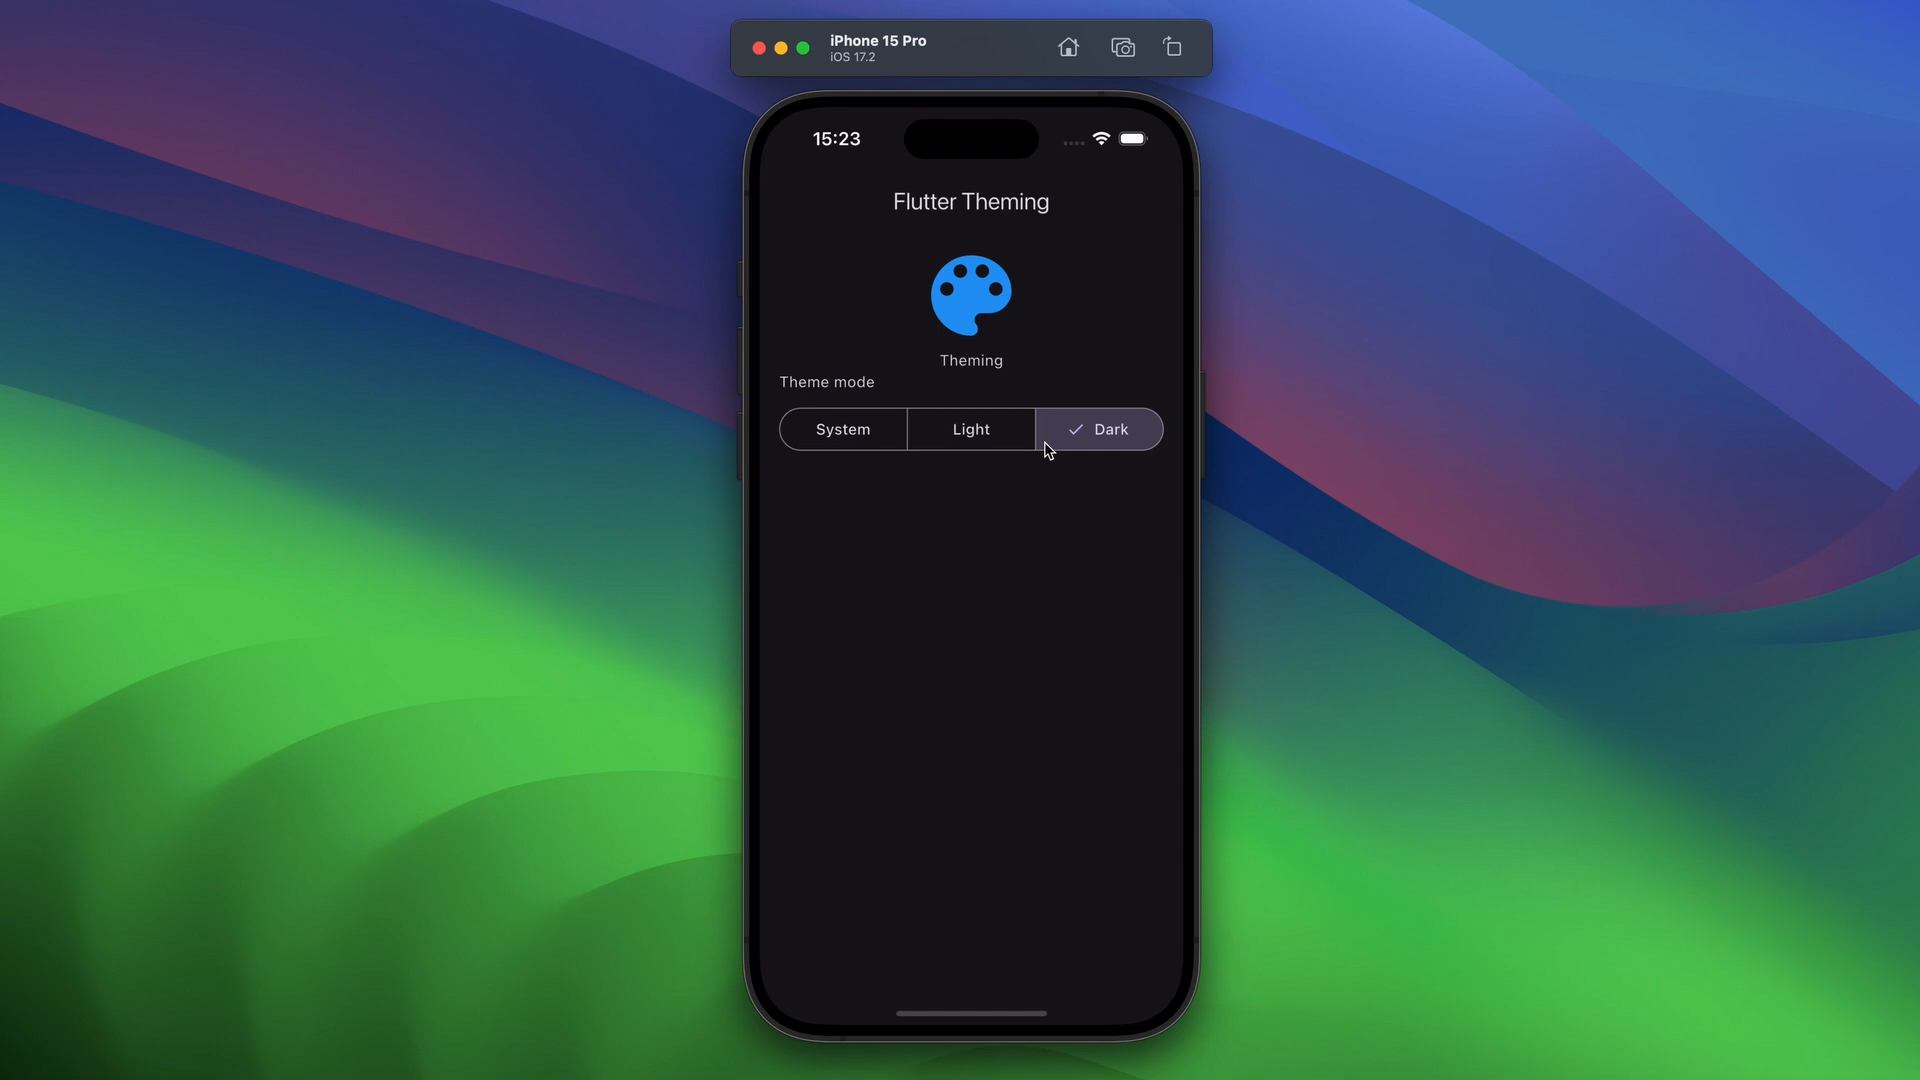 iPhone 15 Pro
iOS 17.2
15:23
Flutter Theming
Theming
Theme mode
System
Light
Dark